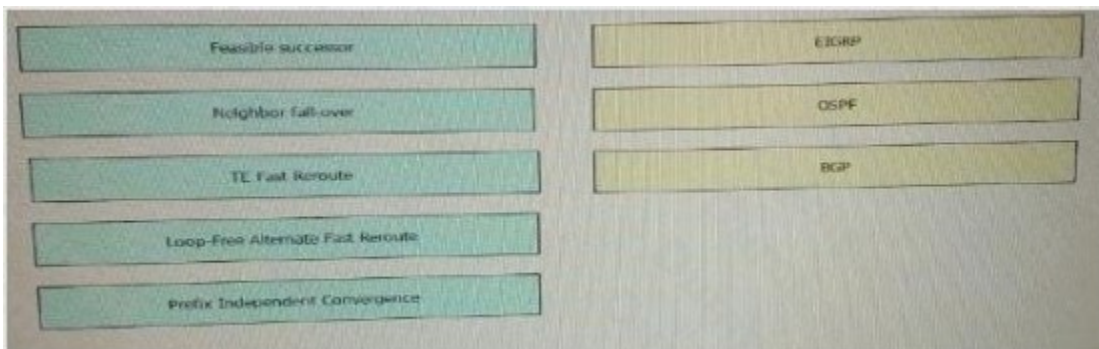 Feasible successor
Neighbor fall-over
TE Fast Reroute
Loop-Free Alternate Fast Reroute
Prefix Independent Convergence
EIGRP
OSPF
BGP